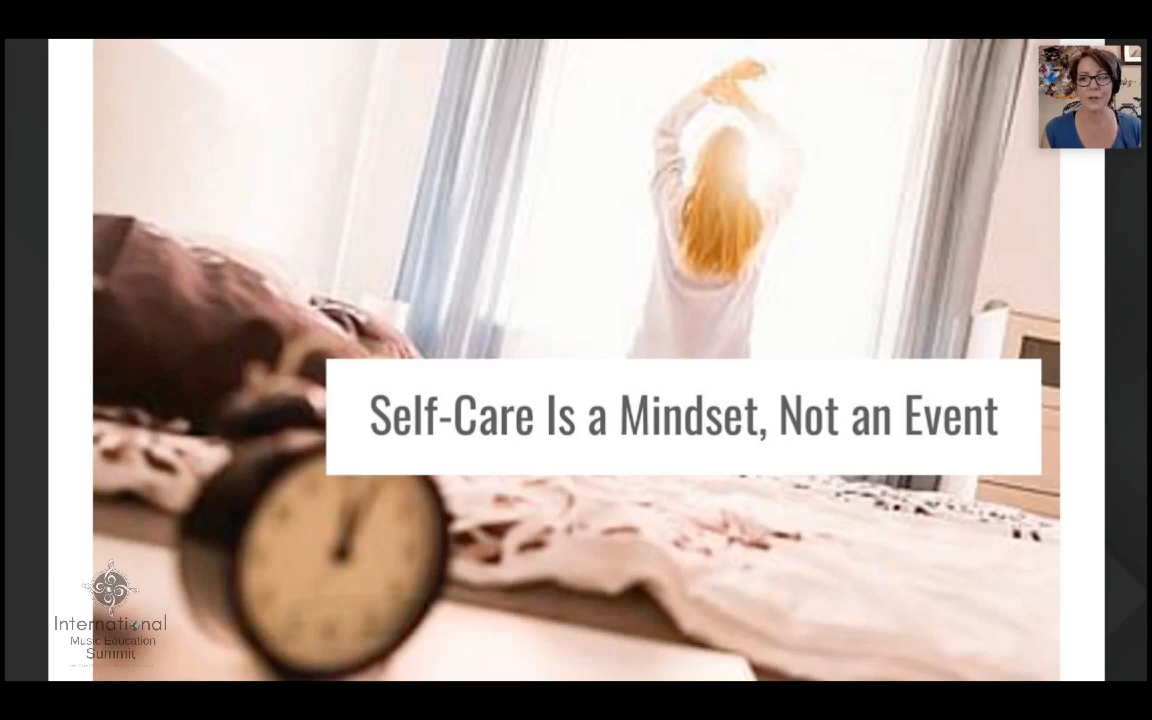 Self-Care Is a Mindset, Not an Event
International
Music Education
Summit